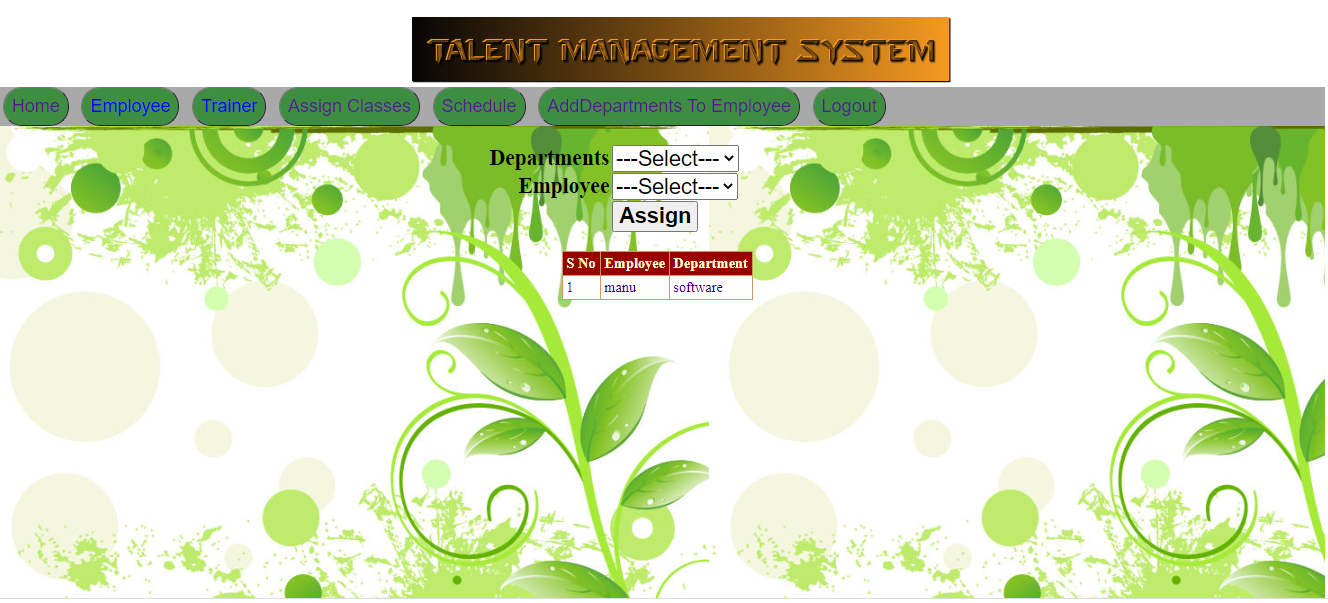 TALENT MANAGEMENT SYSTEM
Home Employee Trainer Assign Classes Schedule AddDepartments To Employee Logout
Departments ---Select---
Employee ---Select---
Assign
S No Employee Department
1 manu software